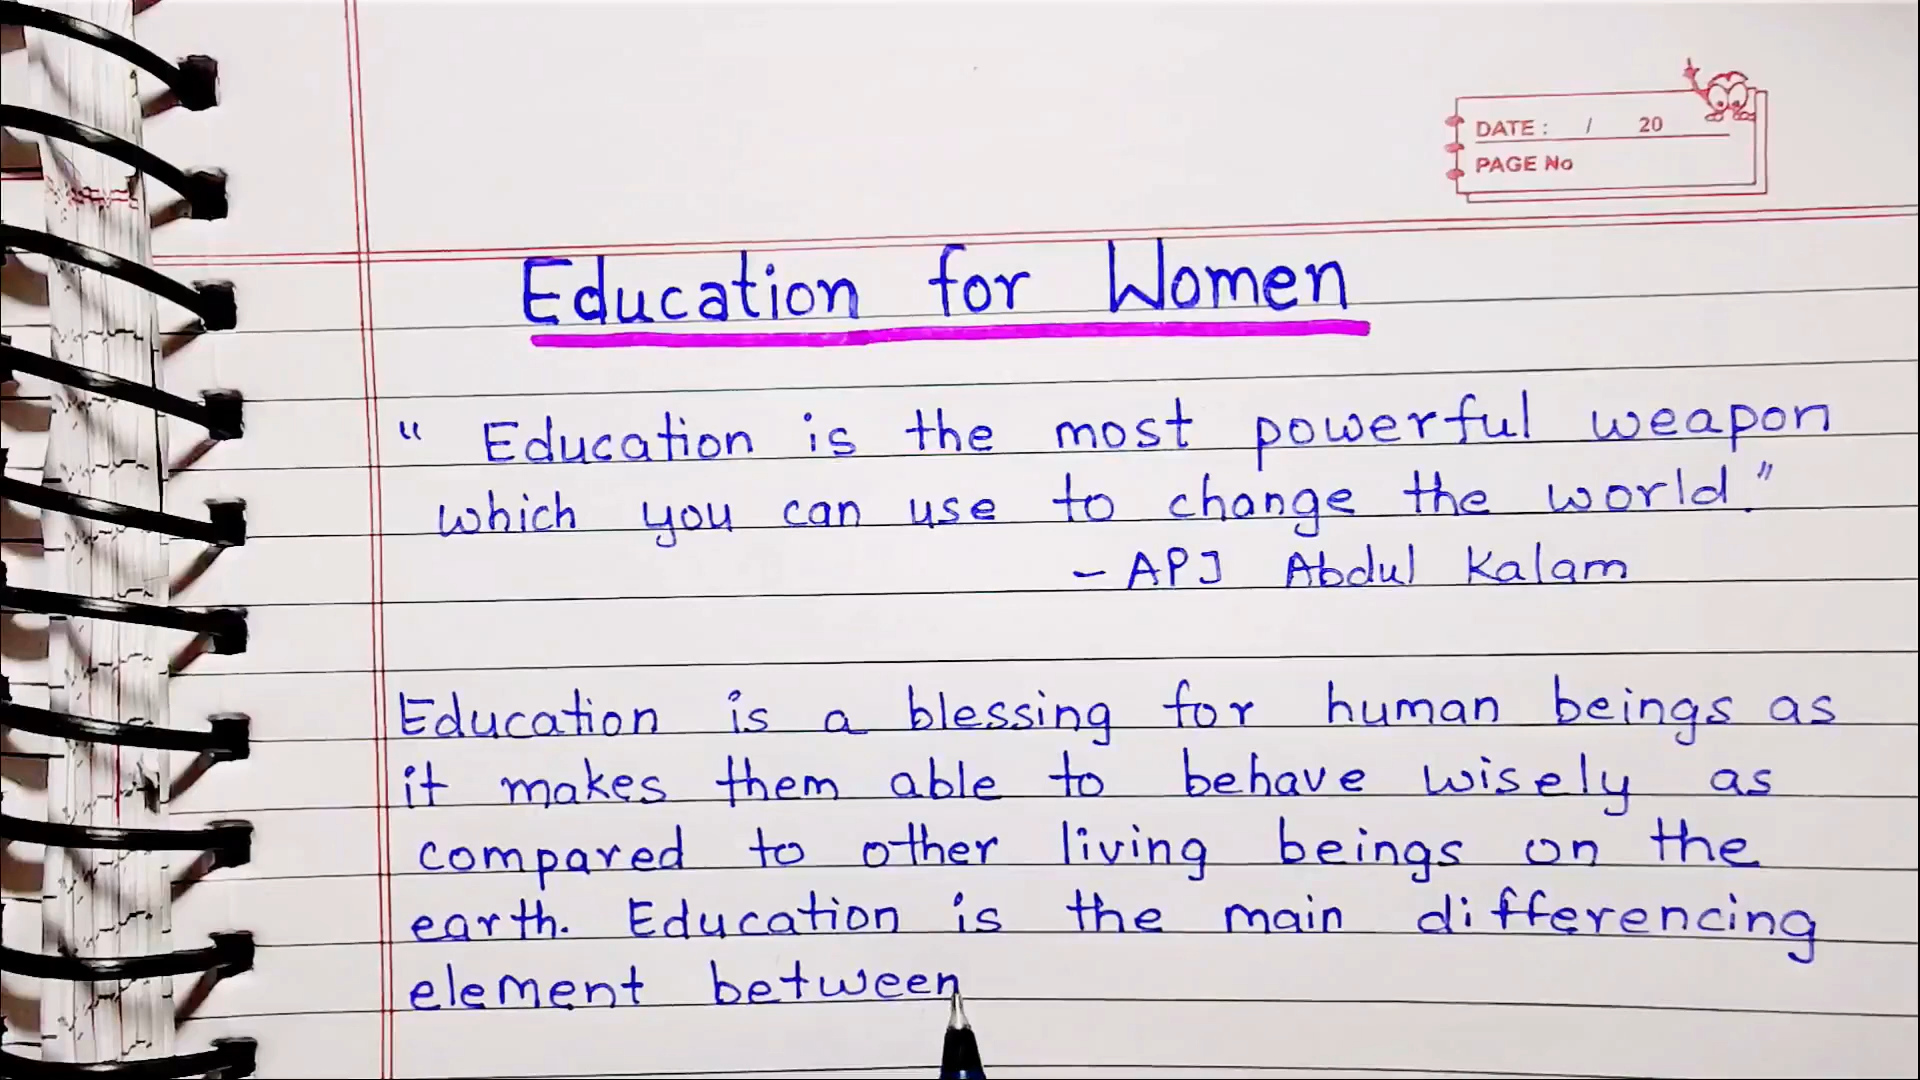 DATE : / 20
PAGE No
Education for Women
" Education is the most powerful weapon
which you can use to change the world."
- APJ Abdul Kalam
Education is a blessing for human beings as
it makes them able to behave wisely as
compared to other living beings on the
earth. Education is the main differencing
element between